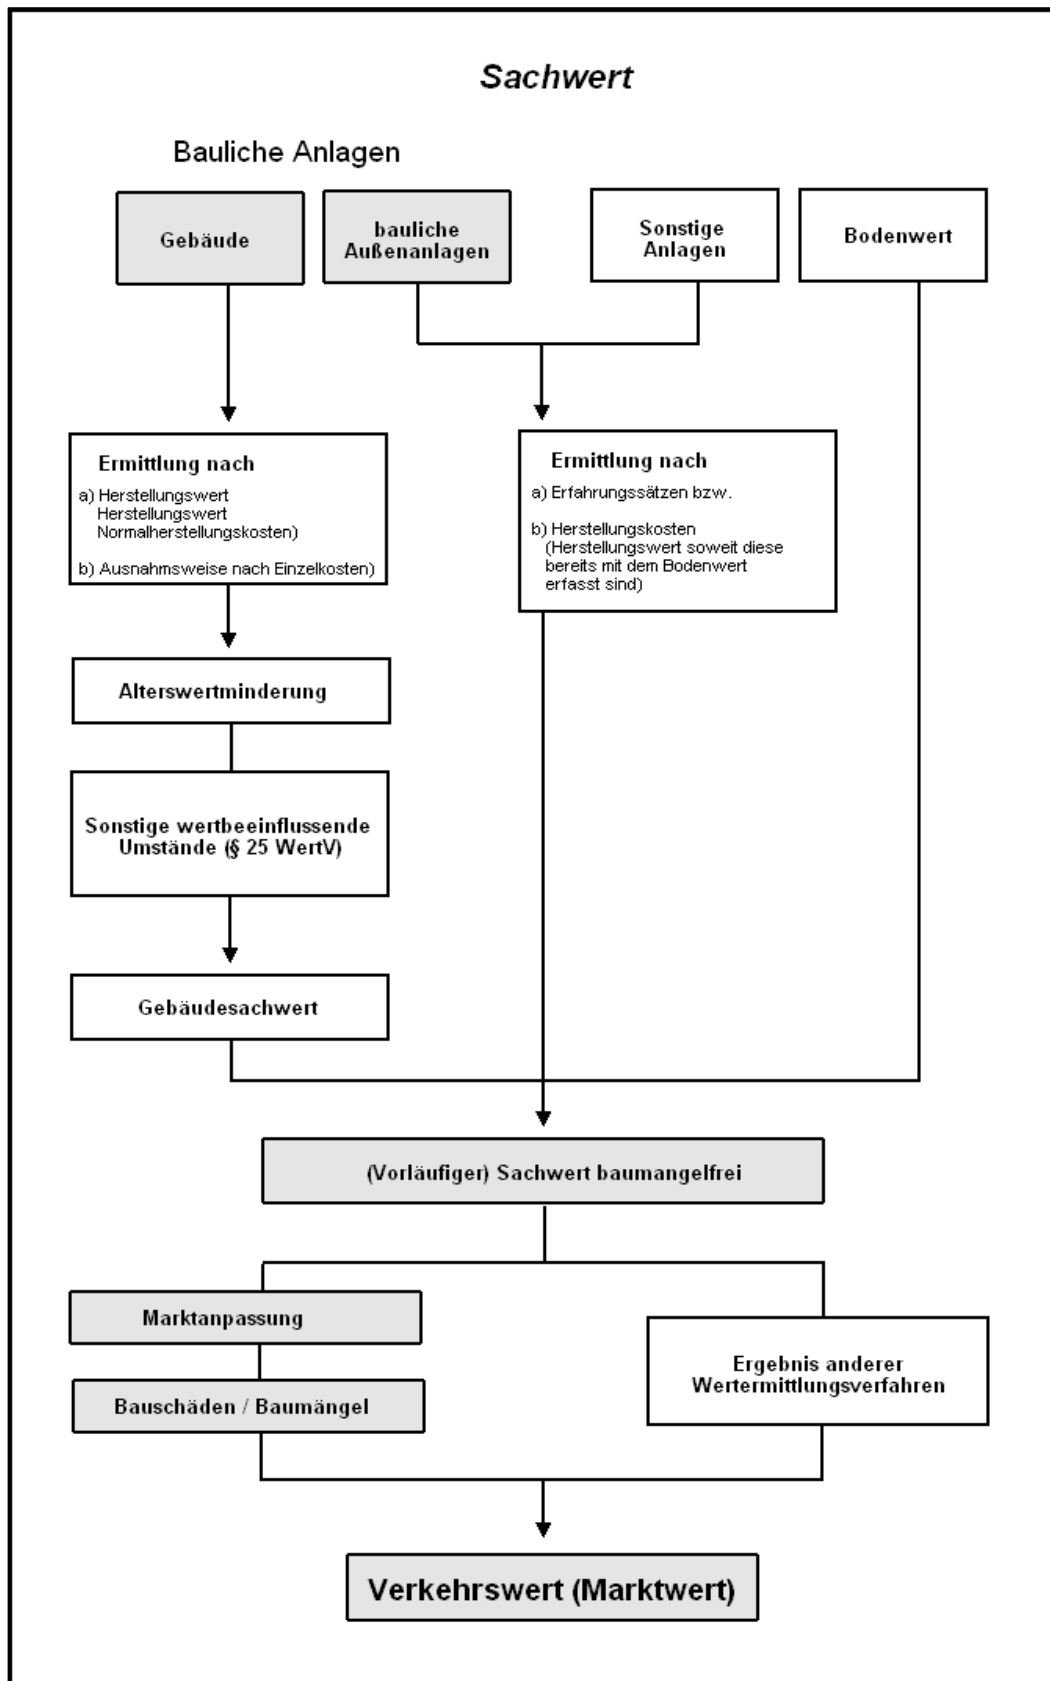 Sachwert
Bauliche Anlagen
Gebäude
bauliche
Außenanlagen
Sonstige
Anlagen
Bodenwert
Ermittlung nach
a) Herstellungswert
Herstellungswert
Normalherstellungskosten)
b) Ausnahmsweise nach Einzelkosten)
Ermittlung nach
a) Erfahrungssätzen bzw.
b) Herstellungskosten
(Herstellungswert soweit diese
bereits mit dem Bodenwert
erfasst sind)
Alterswertminderung
Sonstige wertbeeinflussende
Umstände (§ 25 WertV)
Gebäudesachwert
(Vorläufiger) Sachwert baumangelfrei
Marktanpassung
Bauschäden / Baumängel
Ergebnis anderer
Wertermittlungsverfahren
Verkehrswert (Marktwert)